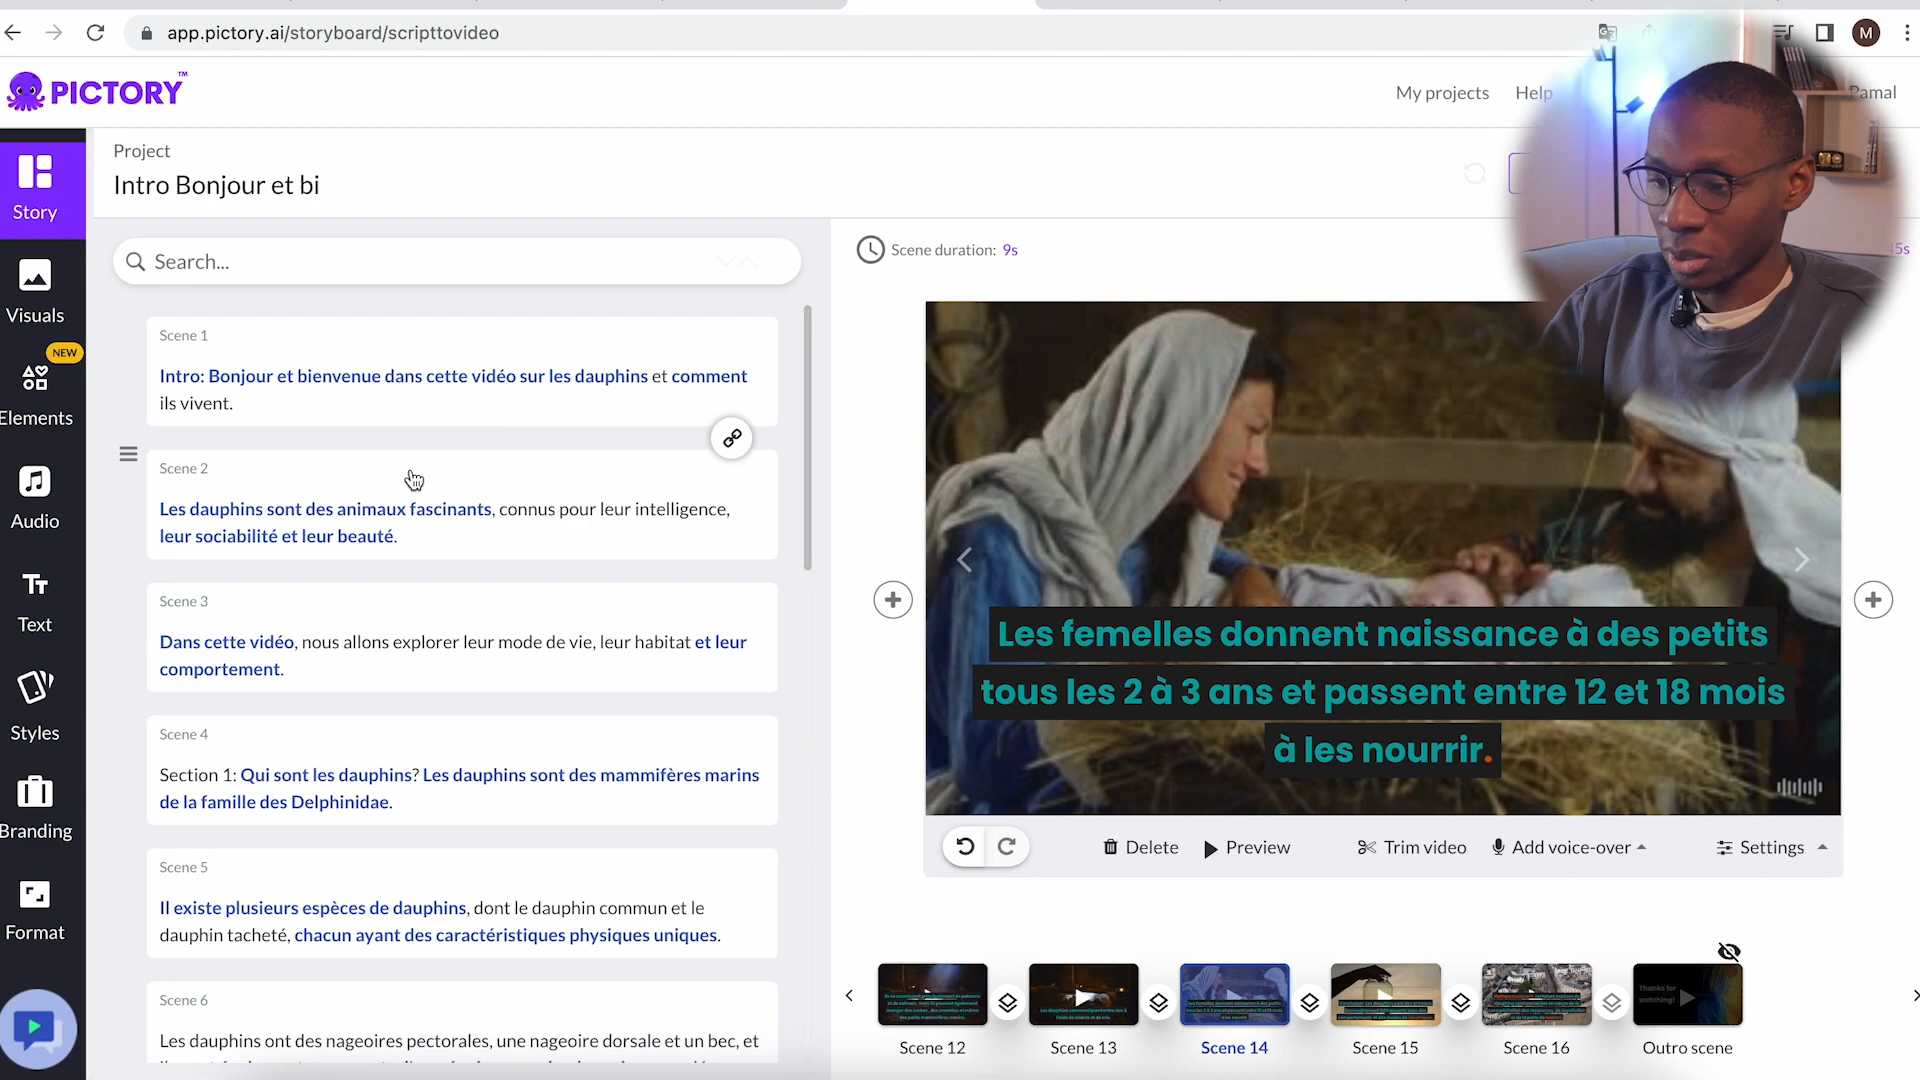 app.pictory.ai/storyboard/scripttovideo
M
PICTORY™
My projects
Help
Pamal
Project
Intro Bonjour et bi
Story
Visuals
NEW
Elements
Audio
Text
Styles
Branding
Format
Search...
Scene 1
Intro: Bonjour et bienvenue dans cette vidéo sur les dauphins et comment
ils vivent.
Scene 2
Les dauphins sont des animaux fascinants, connus pour leur intelligence,
leur sociabilité et leur beauté.
Scene 3
Dans cette vidéo, nous allons explorer leur mode de vie, leur habitat et leur
comportement.
Scene 4
Section 1: Qui sont les dauphins? Les dauphins sont des mammifères marins
de la famille des Delphinidae.
Scene 5
Il existe plusieurs espèces de dauphins, dont le dauphin commun et le
dauphin tacheté, chacun ayant des caractéristiques physiques uniques.
Scene 6
Les dauphins ont des nageoires pectorales, une nageoire dorsale et un bec, et
Scene duration: 9s
45s
Les femelles donnent naissance à des petits
tous les 2 à 3 ans et passent entre 12 et 18 mois
à les nourrir.
Delete
Preview
Trim video
Add voice-over
Settings
Thanks for
watching!
Scene 12
Scene 13
Scene 14
Scene 15
Scene 16
Outro scene